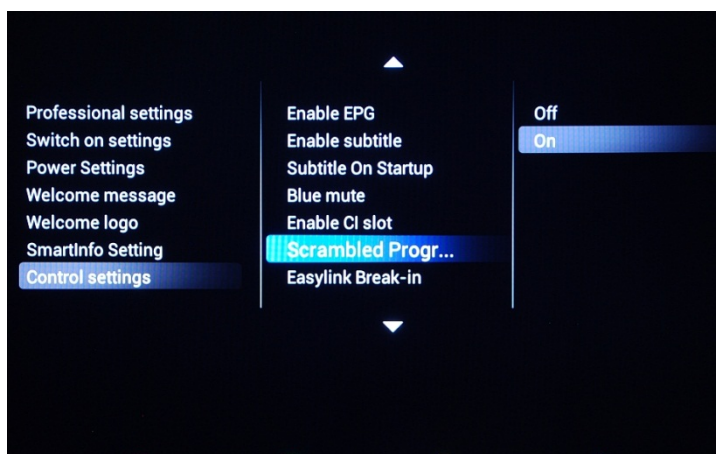 Professional settings
Switch on settings
Power Settings
Welcome message
Welcome logo
SmartInfo Setting
Control settings
Enable EPG
Enable subtitle
Subtitle On Startup
Blue mute
Enable CI slot
Scrambled Progr...
Easylink Break-in
Off
On